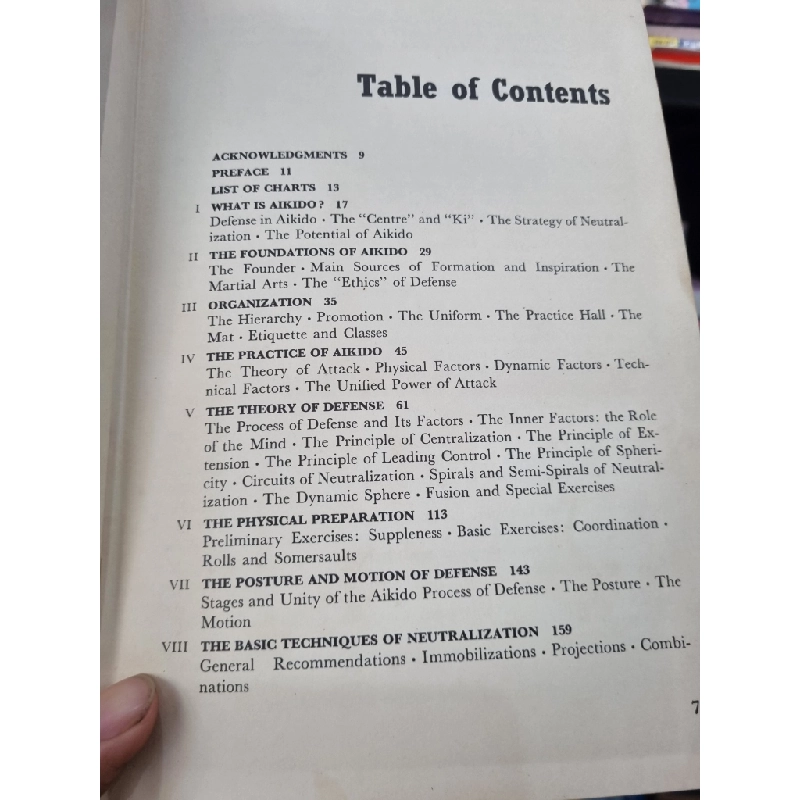 Table of Contents
ACKNOWLEDGMENTS 9
PREFACE 11
LIST OF CHARTS 13
I WHAT IS AIKIDO? 17
Defense in Aikido · The "Centre" and "Ki" · The Strategy of Neutral-
ization · The Potential of Aikido
II THE FOUNDATIONS OF AIKIDO 29
The Founder · Main Sources of Formation and Inspiration · The
Martial Arts · The "Ethics" of Defense
III ORGANIZATION 35
The Hierarchy · Promotion · The Uniform · The Practice Hall · The
Mat · Etiquette and Classes
IV THE PRACTICE OF AIKIDO 45
The Theory of Attack · Physical Factors · Dynamic Factors · Tech-
nical Factors · The Unified Power of Attack
V THE THEORY OF DEFENSE 61
The Process of Defense and Its Factors · The Inner Factors: the Role
of the Mind · The Principle of Centralization · The Principle of Ex-
tension · The Principle of Leading Control · The Principle of Spheri-
city · Circuits of Neutralization · Spirals and Semi-Spirals of Neutral-
ization · The Dynamic Sphere · Fusion and Special Exercises
VI THE PHYSICAL PREPARATION 113
Preliminary Exercises: Suppleness · Basic Exercises: Coordination ·
Rolls and Somersaults
VII THE POSTURE AND MOTION OF DEFENSE 143
Stages and Unity of the Aikido Process of Defense · The Posture · The
Motion
VIII THE BASIC TECHNIQUES OF NEUTRALIZATION 159
General Recommendations · Immobilizations · Projections · Combi-
nations
7